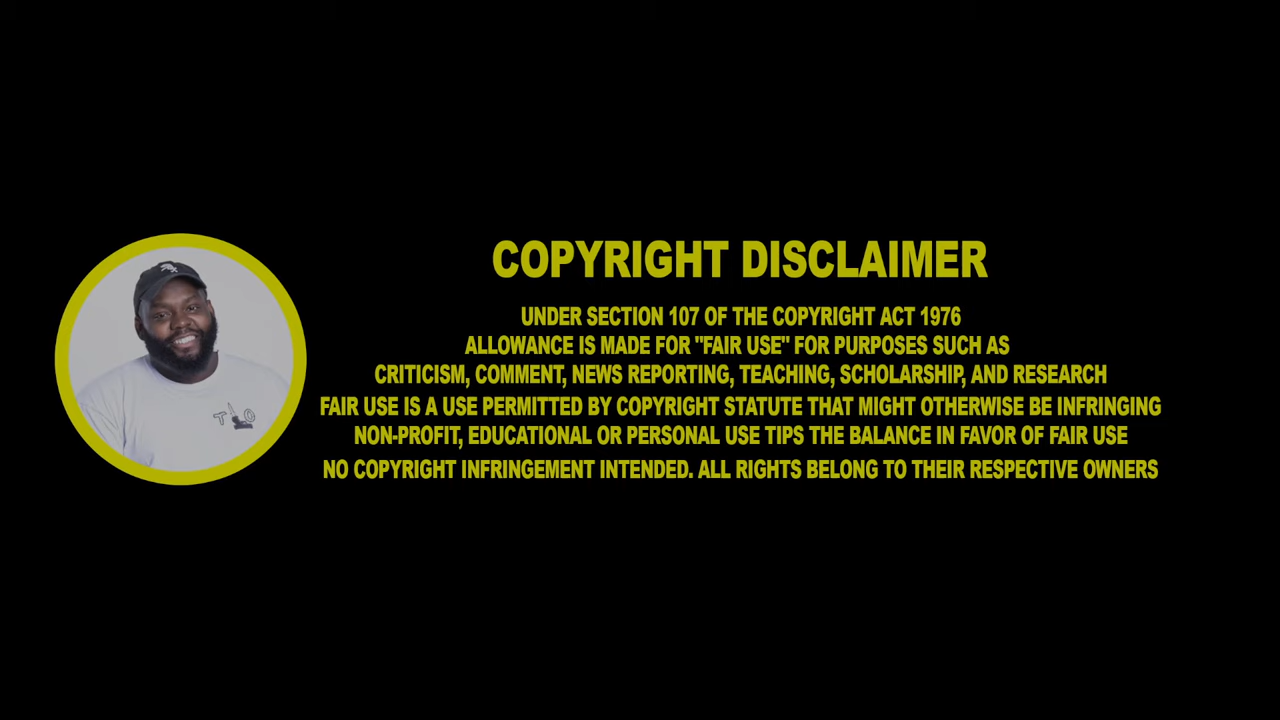 COPYRIGHT DISCLAIMER
UNDER SECTION 107 OF THE COPYRIGHT ACT 1976
ALLOWANCE IS MADE FOR "FAIR USE" FOR PURPOSES SUCH AS
CRITICISM, COMMENT, NEWS REPORTING, TEACHING, SCHOLARSHIP, AND RESEARCH
FAIR USE IS A USE PERMITTED BY COPYRIGHT STATUTE THAT MIGHT OTHERWISE BE INFRINGING
NON-PROFIT, EDUCATIONAL OR PERSONAL USE TIPS THE BALANCE IN FAVOR OF FAIR USE
NO COPYRIGHT INFRINGEMENT INTENDED. ALL RIGHTS BELONG TO THEIR RESPECTIVE OWNERS